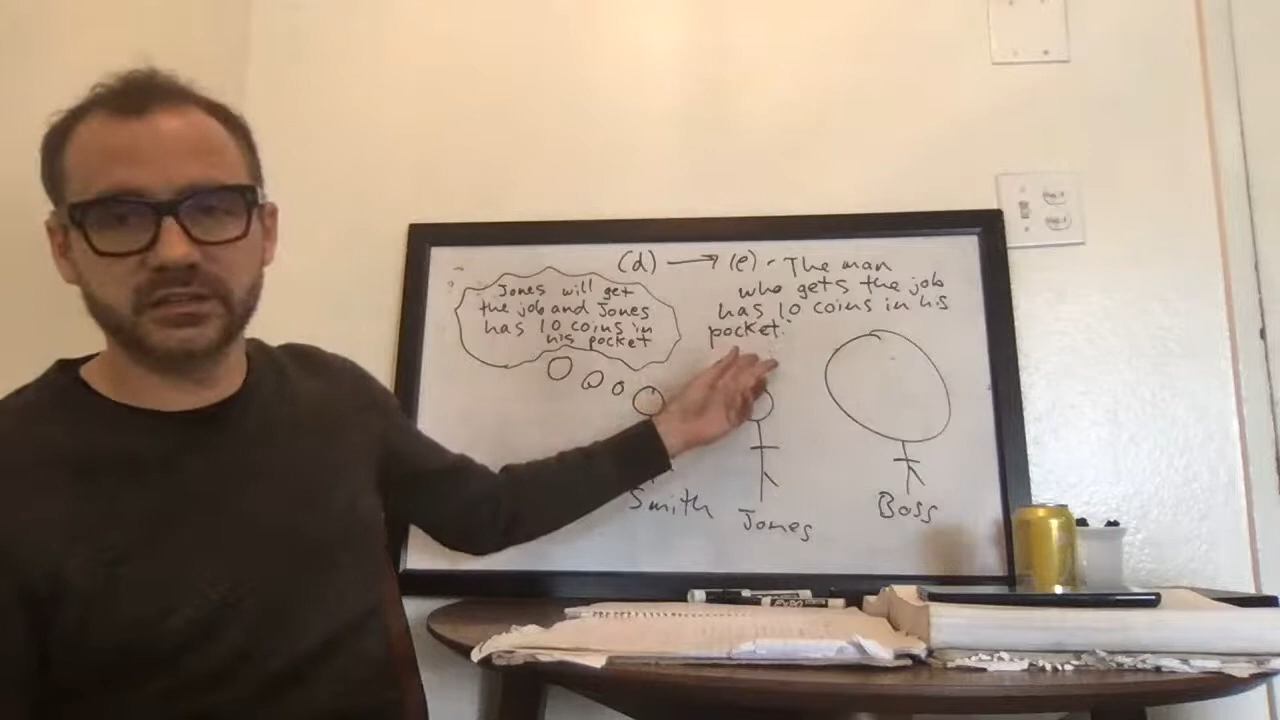 (d) → (e) - The man
who gets the job
has 10 coins in his
pocket.
Jones will get
the job and Jones
has 10 coins in
his pocket
Smith
Jones
Boss